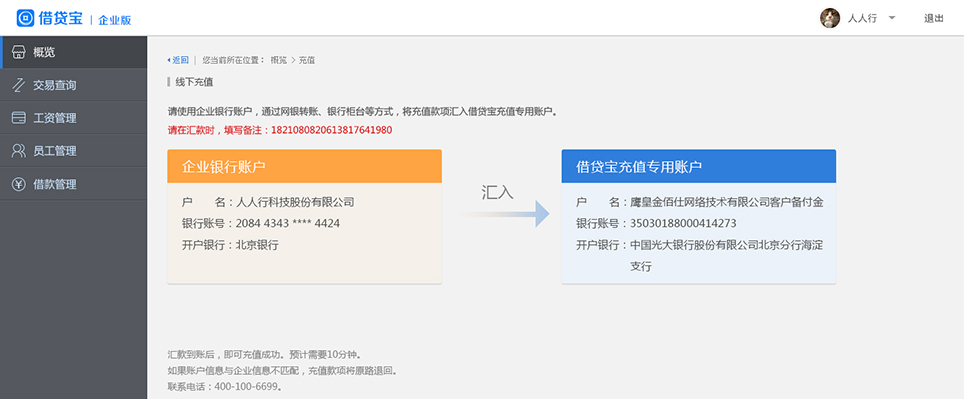 借贷宝 | 企业版
人人行
退出
概览
交易查询
工资管理
员工管理
借款管理
返回 | 您当前所在位置： 概览 > 充值
线下充值
请使用企业银行账户，通过网银转账、银行柜台等方式，将充值款项汇入借贷宝充值专用账户。
请在汇款时，填写备注：1821080820613817641980
企业银行账户
户 名：人人行科技股份有限公司
银行账号：2084 4343 **** 4424
开户银行：北京银行
汇入
借贷宝充值专用账户
户 名：鹰皇金佰仕网络技术有限公司客户备付金
银行账号：35030188000414273
开户银行：中国光大银行股份有限公司北京分行海淀
支行
汇款到账后，即可充值成功。预计需要10分钟。
如果账户信息与企业信息不匹配，充值款项将原路退回。
联系电话：400-100-6699。